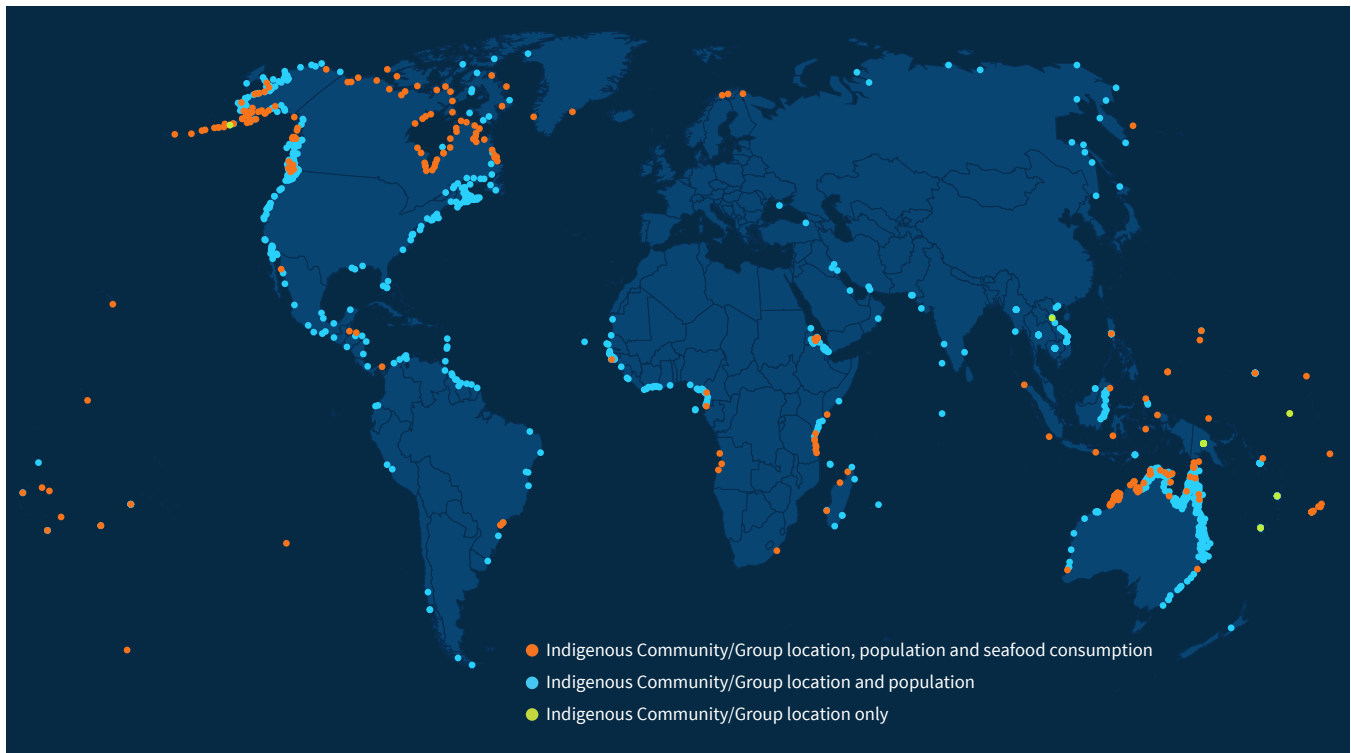 Indigenous Community/Group location, population and seafood consumption
Indigenous Community/Group location and population
Indigenous Community/Group location only